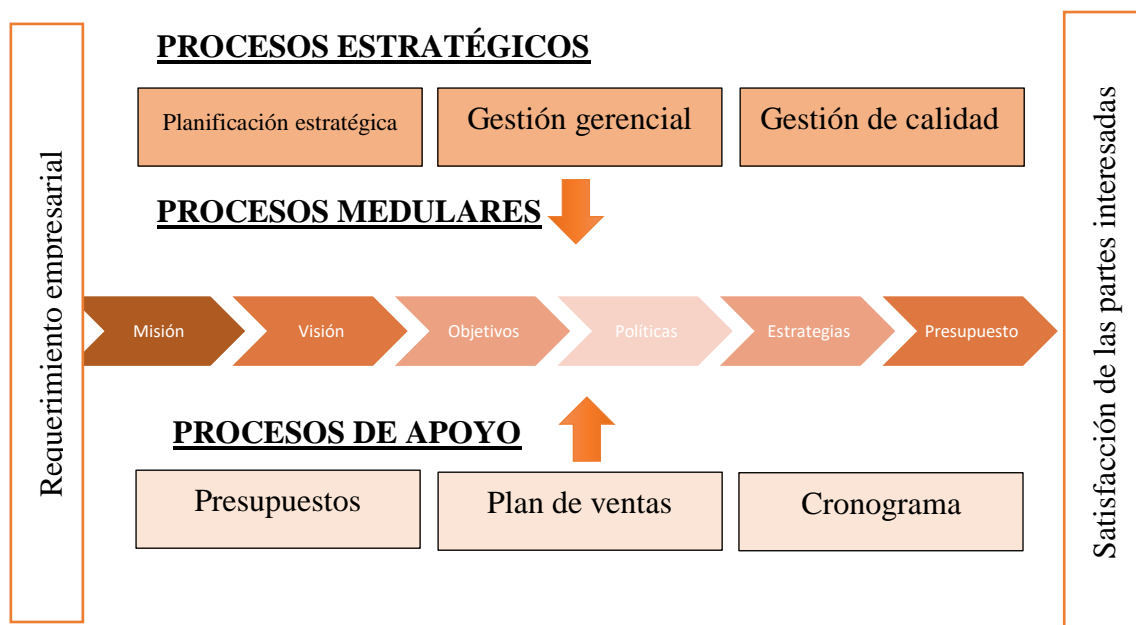 Requerimiento empresarial
PROCESOS ESTRATÉGICOS
Planificación estratégica
Gestión gerencial
Gestión de calidad
PROCESOS MEDULARES
Misión
Visión
Objetivos
Políticas
Estrategias
Presupuesto
PROCESOS DE APOYO
Presupuestos
Plan de ventas
Cronograma
Satisfacción de las partes interesadas